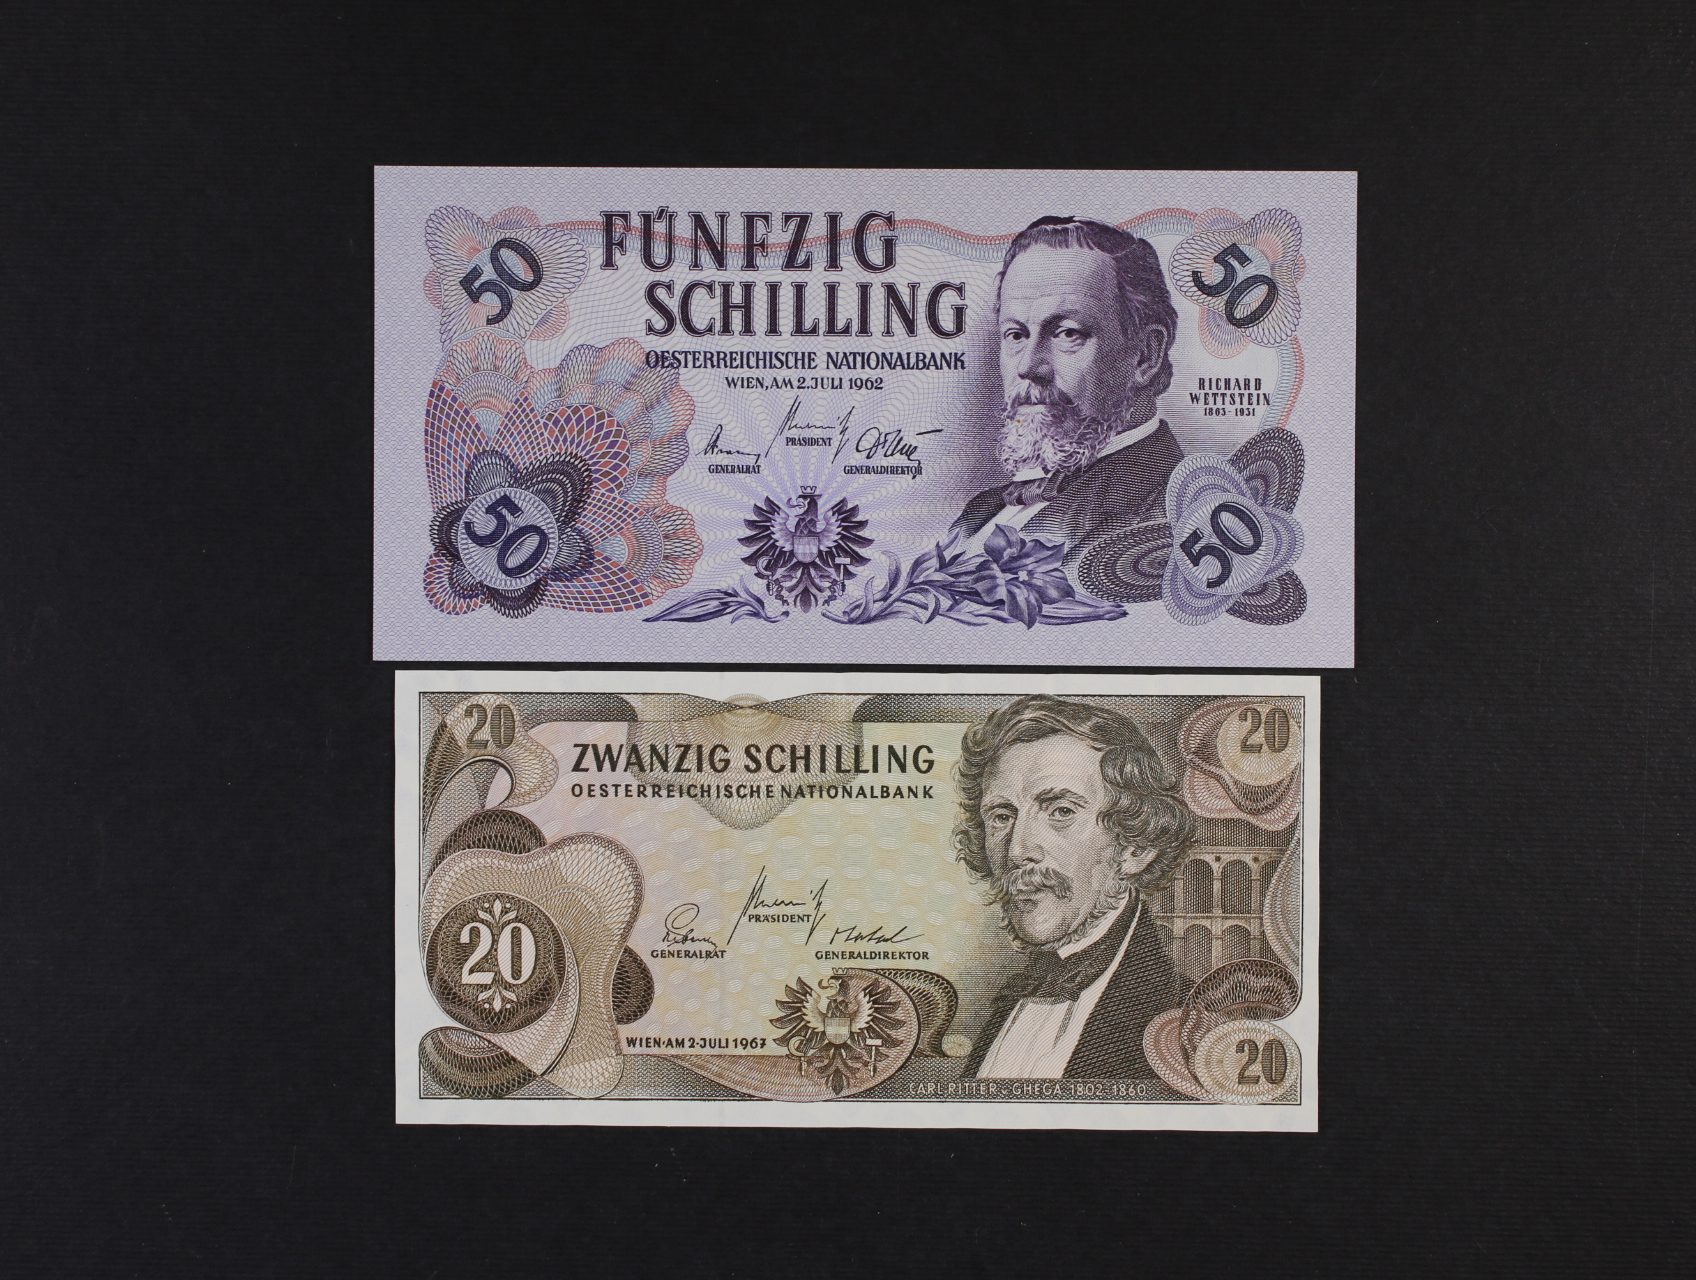 50
FÜNFZIG
SCHILLING
OESTERREICHISCHE NATIONALBANK
WIEN, AM 2. JULI 1962
50
RICHARD
WETTSTEIN
1863-1931
PRÄSIDENT
GENERALRAT
GENERALDIREKTOR
50
50
20
ZWANZIG SCHILLING
OESTERREICHISCHE NATIONALBANK
20
PRÄSIDENT
GENERALRAT
GENERALDIREKTOR
20
WIEN·AM 2·JULI 1967
20
CARL RITTER v. GHEGA 1802-1860